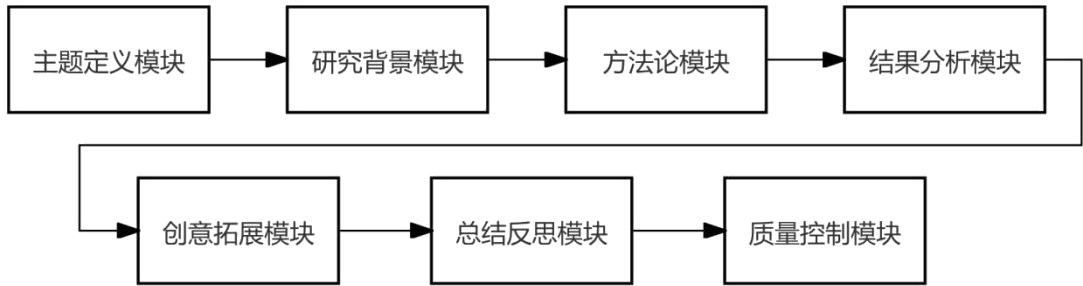 主题定义模块
研究背景模块
方法论模块
结果分析模块
创意拓展模块
总结反思模块
质量控制模块